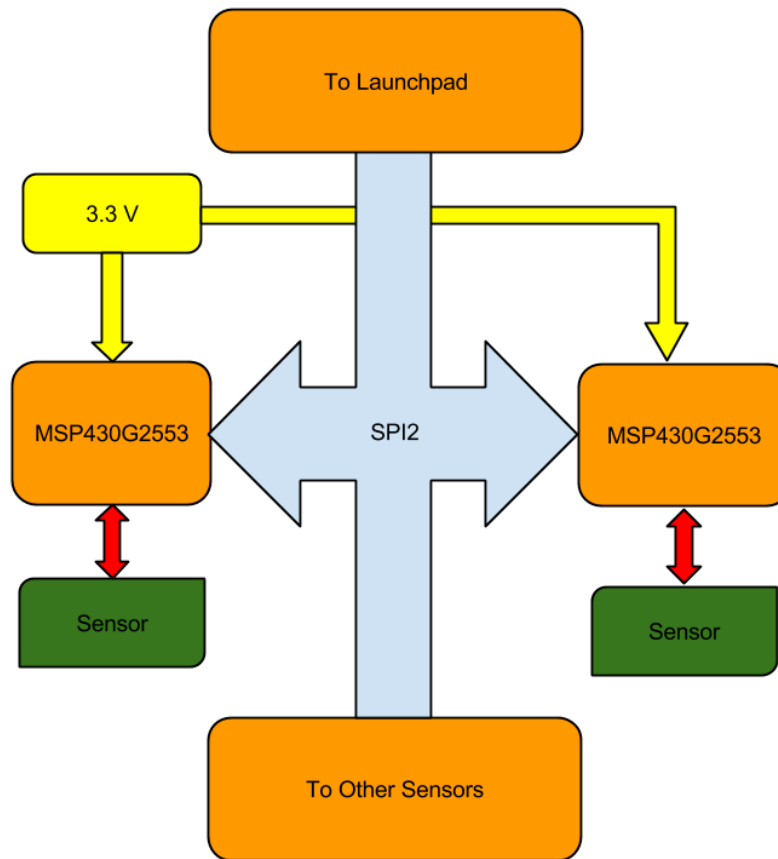 To Launchpad
3.3 V
MSP430G2553
SPI2
MSP430G2553
Sensor
Sensor
To Other Sensors